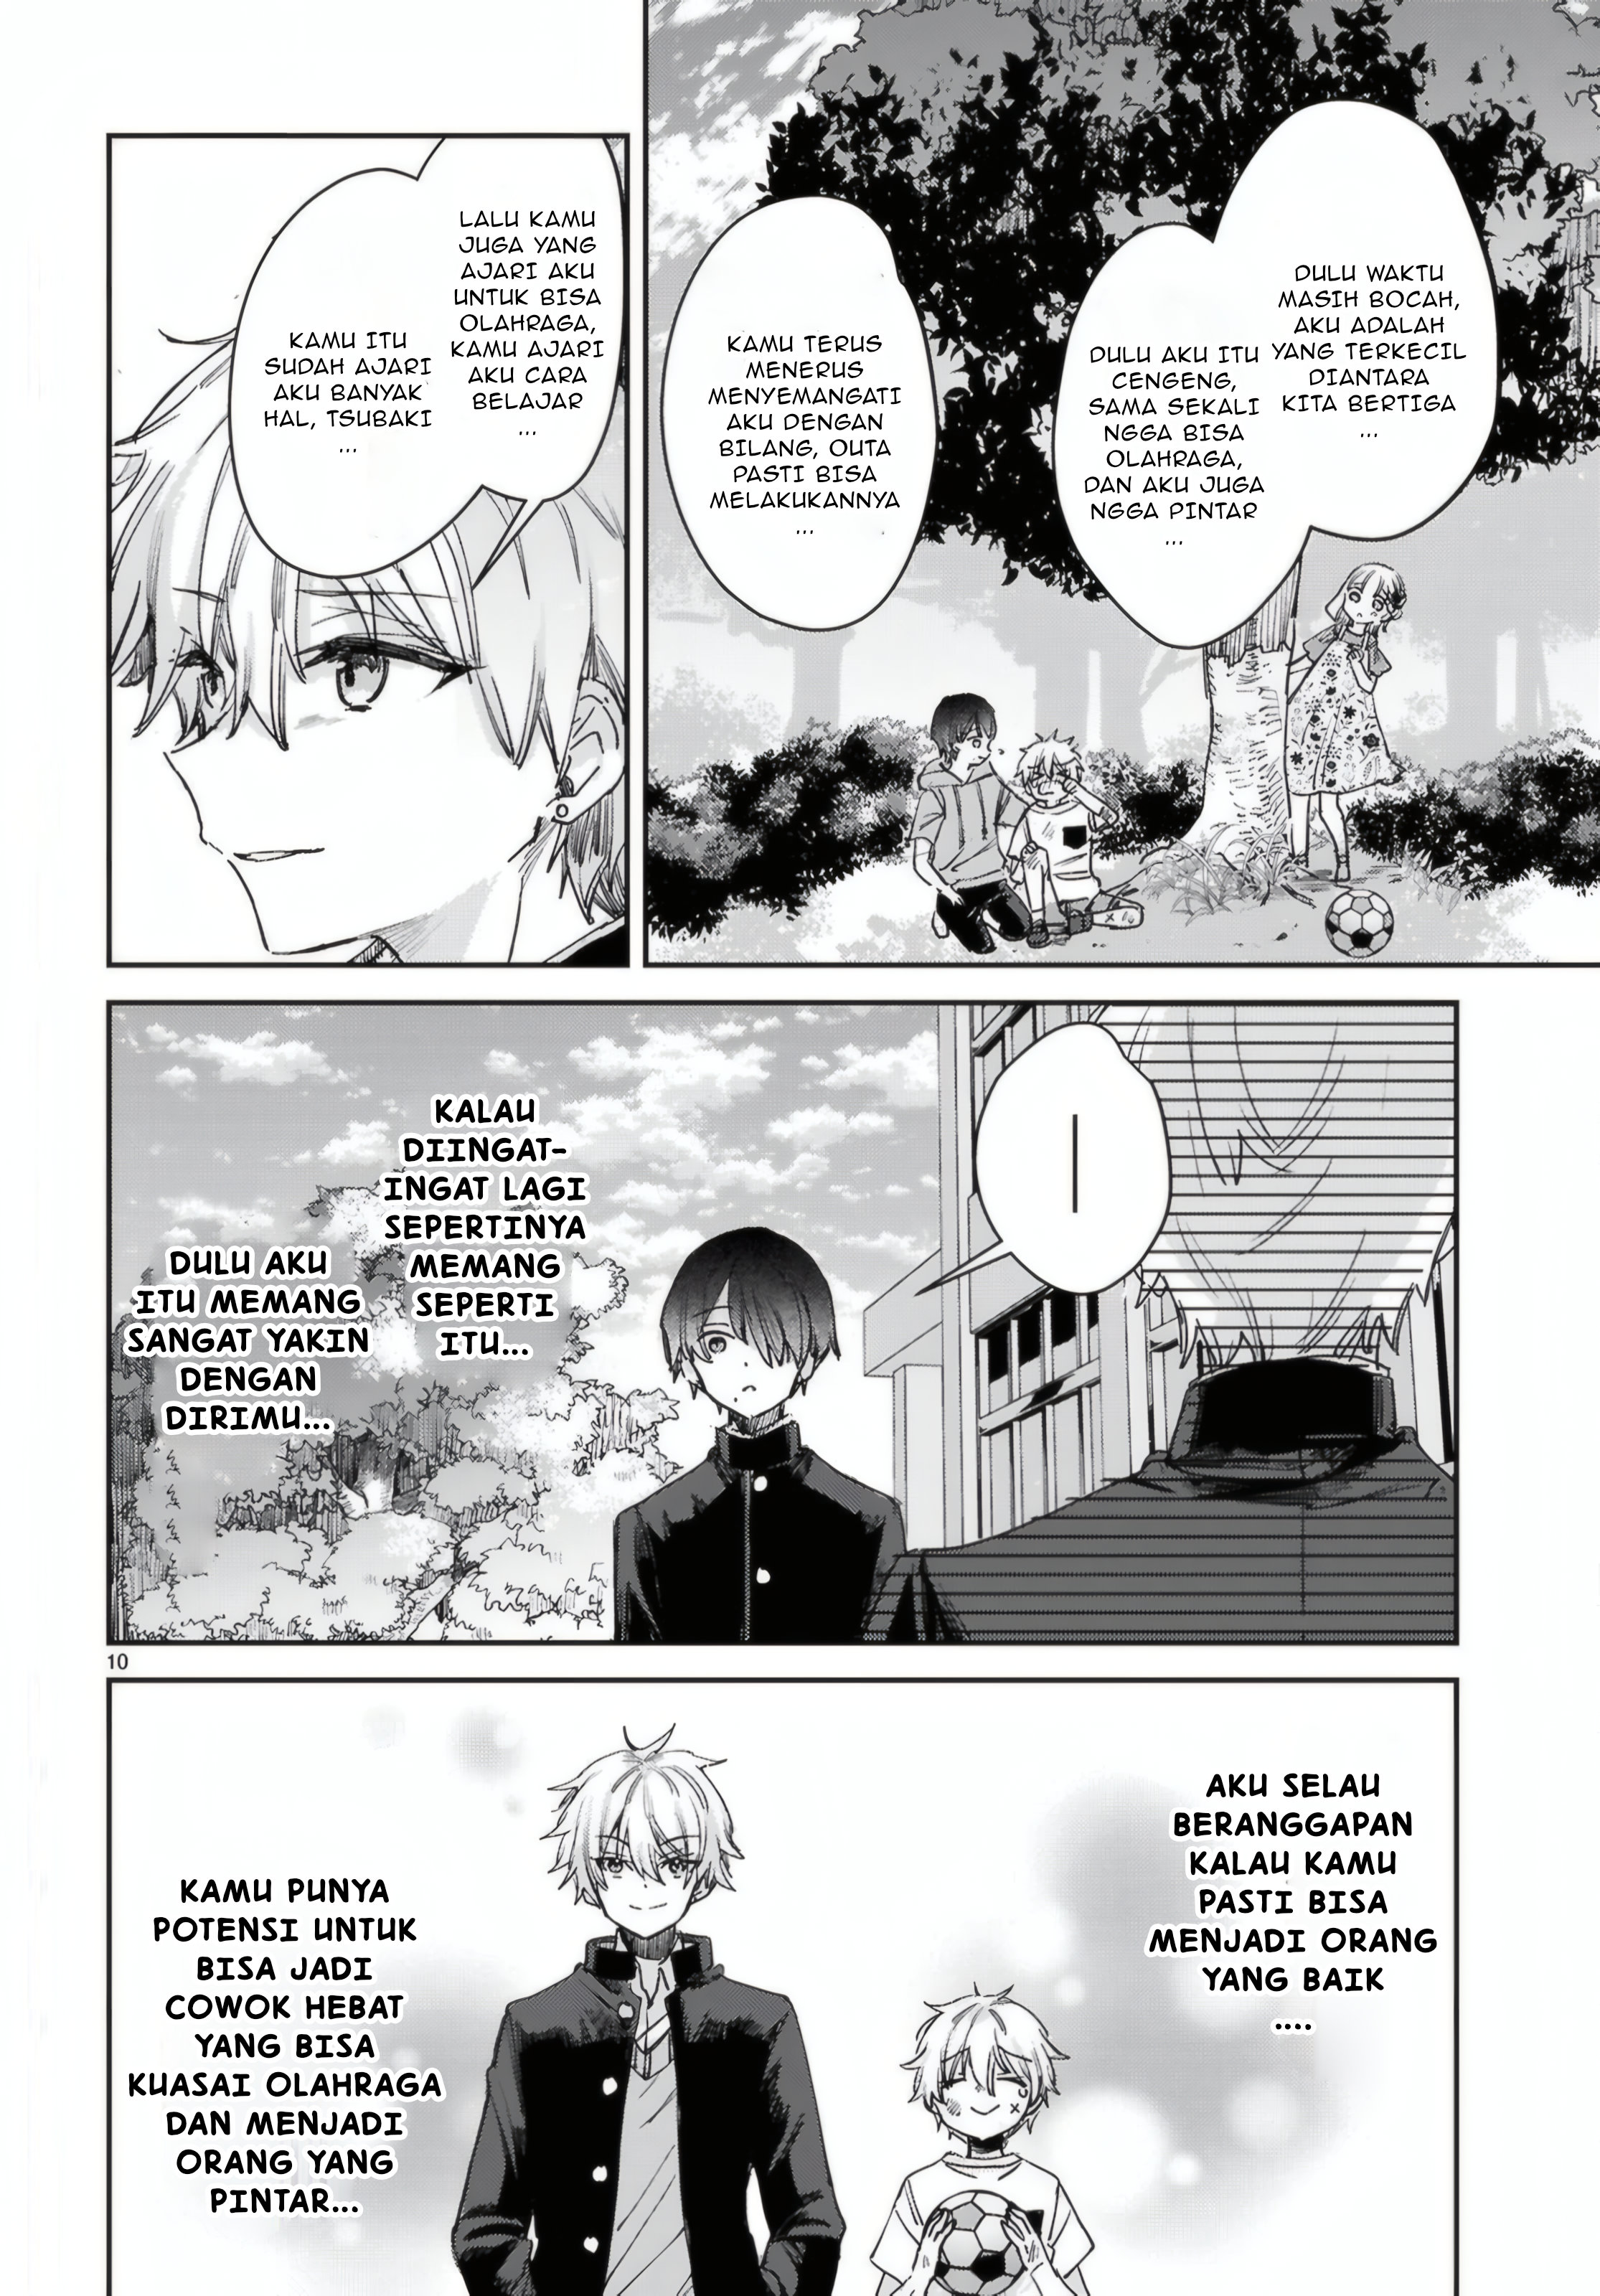 DULU WAKTU
MASIH BOCAH,
AKU ADALAH
YANG TERKECIL
DIANTARA
KITA BERTIGA
...
DULU AKU ITU
CENGENG,
SAMA SEKALI
NGGA BISA
OLAHRAGA,
DAN AKU JUGA
NGGA PINTAR
...
KAMU TERUS
MENERUS
MENYEMANGATI
AKU DENGAN
BILANG, OUTA
PASTI BISA
MELAKUKANNYA
...
LALU KAMU
JUGA YANG
AJARI AKU
UNTUK BISA
OLAHRAGA,
KAMU AJARI
AKU CARA
BELAJAR
...
KAMU ITU
SUDAH AJARI
AKU BANYAK
HAL, TSUBAKI
...
KALAU
DIINGAT-
INGAT LAGI
SEPERTINYA
MEMANG
SEPERTI
ITU...
DULU AKU
ITU MEMANG
SANGAT YAKIN
DENGAN
DIRIMU...
10
AKU SELAU
BERANGGAPAN
KALAU KAMU
PASTI BISA
MENJADI ORANG
YANG BAIK
....
KAMU PUNYA
POTENSI UNTUK
BISA JADI
COWOK HEBAT
YANG BISA
KUASAI OLAHRAGA
DAN MENJADI
ORANG YANG
PINTAR...